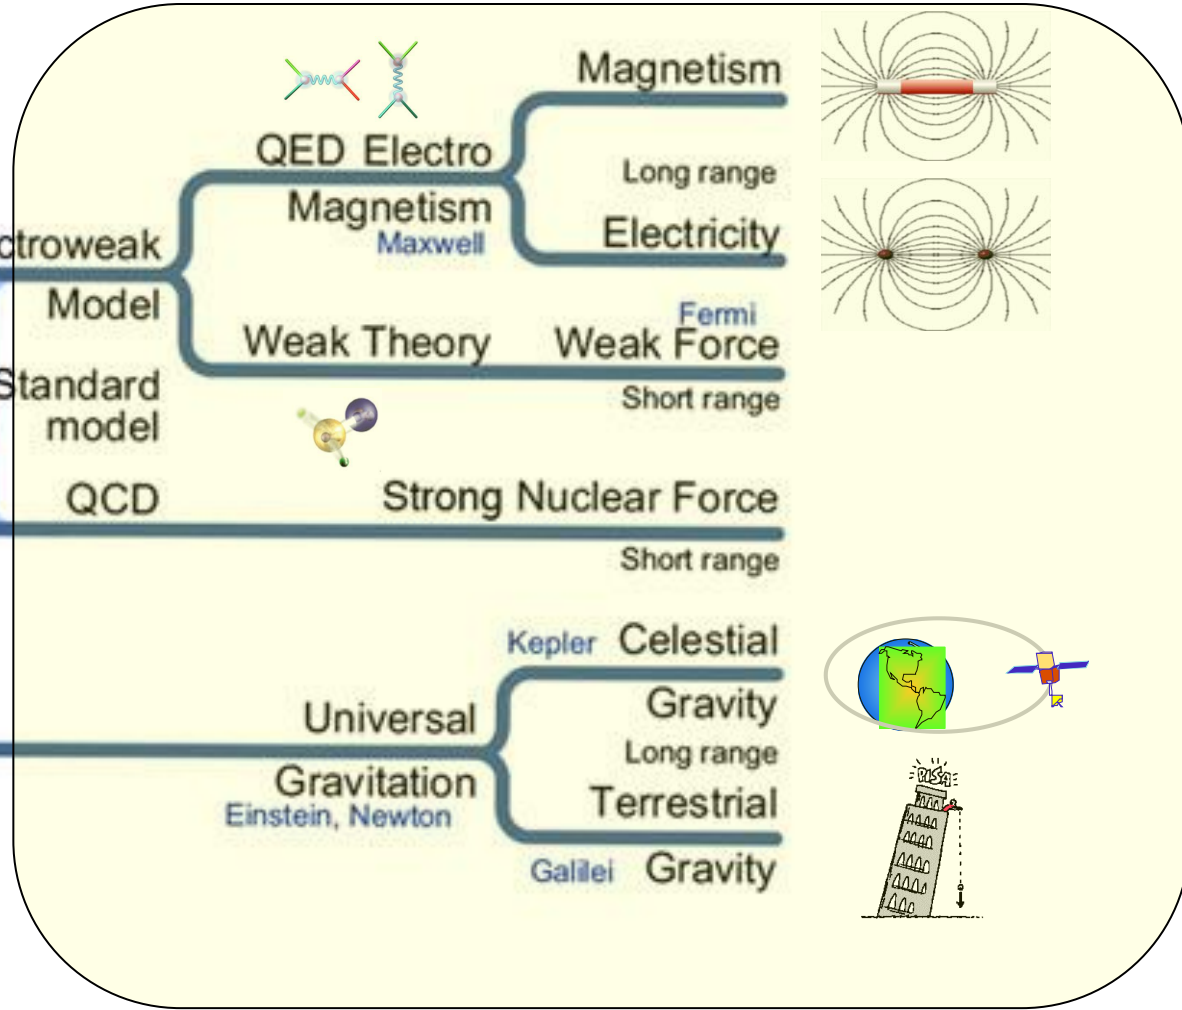 Magnetism
QED Electro
Long range
Magnetism
Maxwell
Electricity
ctroweak
Model
Fermi
Weak Theory
Weak Force
Short range
Standard
model
QCD
Strong Nuclear Force
Short range
Kepler Celestial
Gravity
Universal
Long range
Gravitation
Einstein, Newton
Terrestrial
Galilei Gravity
PISA